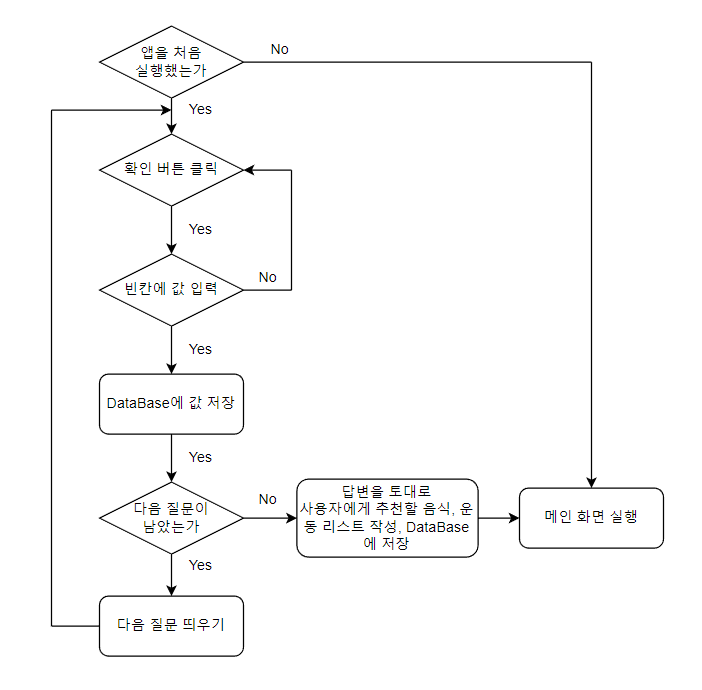 앱을 처음
실행했는가
No
Yes
확인 버튼 클릭
Yes
빈칸에 값 입력
No
Yes
DataBase에 값 저장
Yes
다음 질문이
남았는가
No
답변을 토대로
사용자에게 추천할 음식, 운
동 리스트 작성, DataBase
에 저장
메인 화면 실행
Yes
다음 질문 띄우기